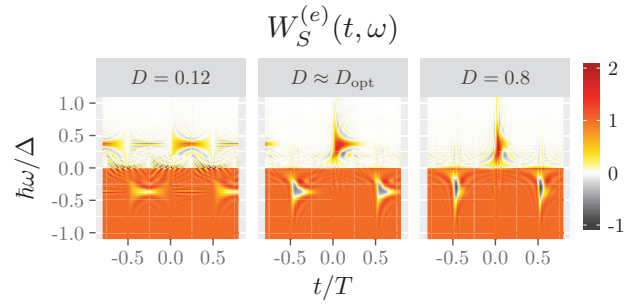 W_S^{(e)}(t, ω)
D = 0.12
D ≈ D_opt
D = 0.8
ħω/Δ
1.0
0.5
0.0
-0.5
-1.0
-0.5 0.0 0.5
-0.5 0.0 0.5
-0.5 0.0 0.5
t/T
2
1
0
-1